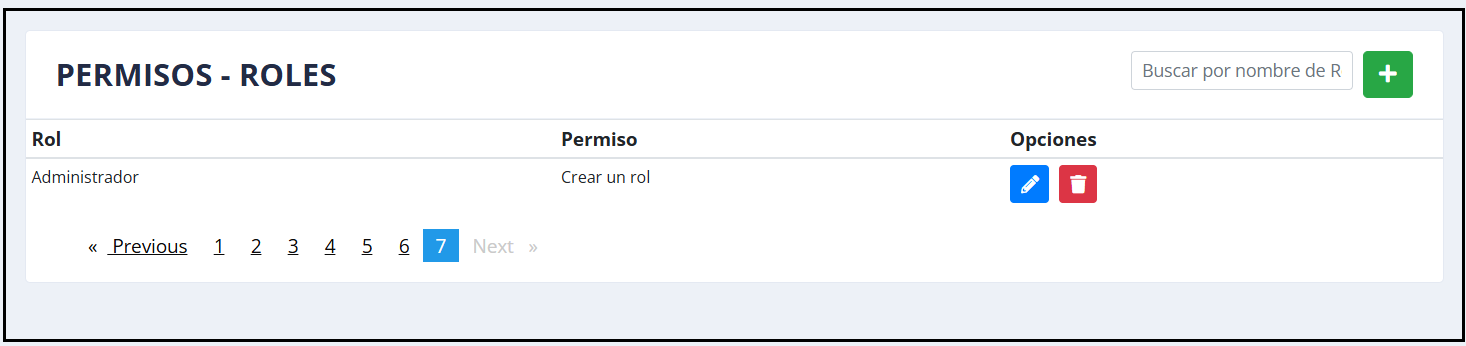 PERMISOS - ROLES
Buscar por nombre de R
Rol Permiso Opciones
Administrador Crear un rol
« Previous 1 2 3 4 5 6 7 Next »